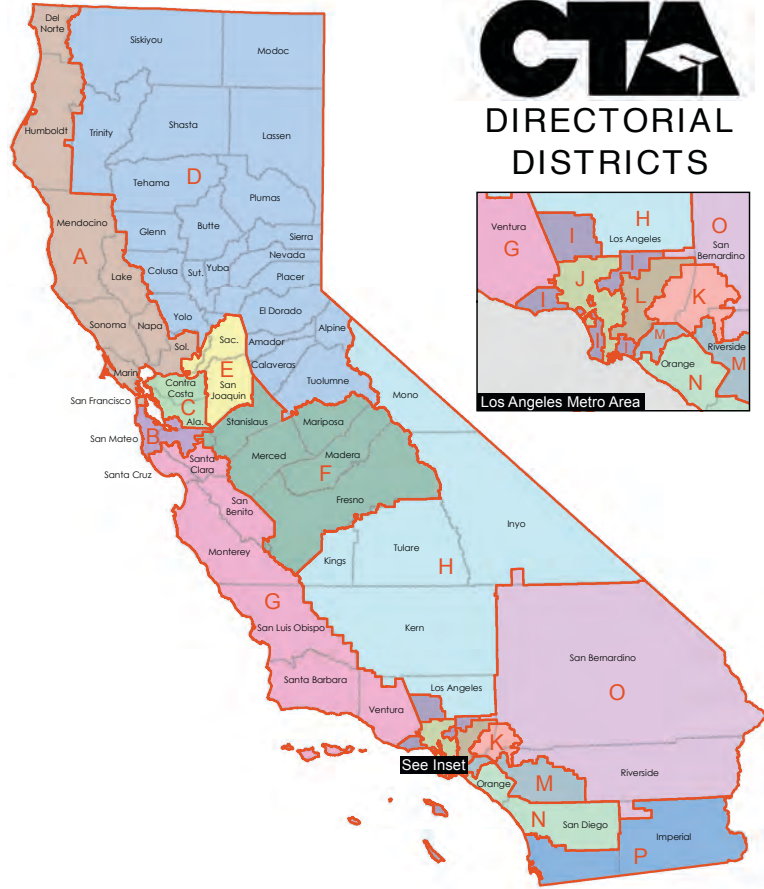 CTA
DIRECTORIAL
DISTRICTS
Del
Norte
Siskiyou
Modoc
Humboldt
Trinity
Shasta
Lassen
Tehama
D
Plumas
Mendocino
Glenn
Butte
Sierra
A
Lake
Colusa
Sut.
Yuba
Nevada
Placer
Sonoma
Napa
Yolo
El Dorado
Sol.
Sac.
Amador
Alpine
Marin
E
Calaveras
Contra
Costa
San
Joaquin
Tuolumne
Mono
San Francisco
C
Ala.
Stanislaus
Mariposa
San Mateo
B
Santa
Clara
Merced
Madera
Santa Cruz
F
San
Benito
Fresno
Inyo
Monterey
Kings
Tulare
H
G
San Luis Obispo
Kern
San Bernardino
Santa Barbara
Los Angeles
O
Ventura
K
See Inset
Riverside
Orange
M
N
San Diego
Imperial
P
Ventura
G
I
H
Los Angeles
O
San
Bernardino
J
I
L
K
I
I
I
M
Riverside
Orange
M
N
Los Angeles Metro Area